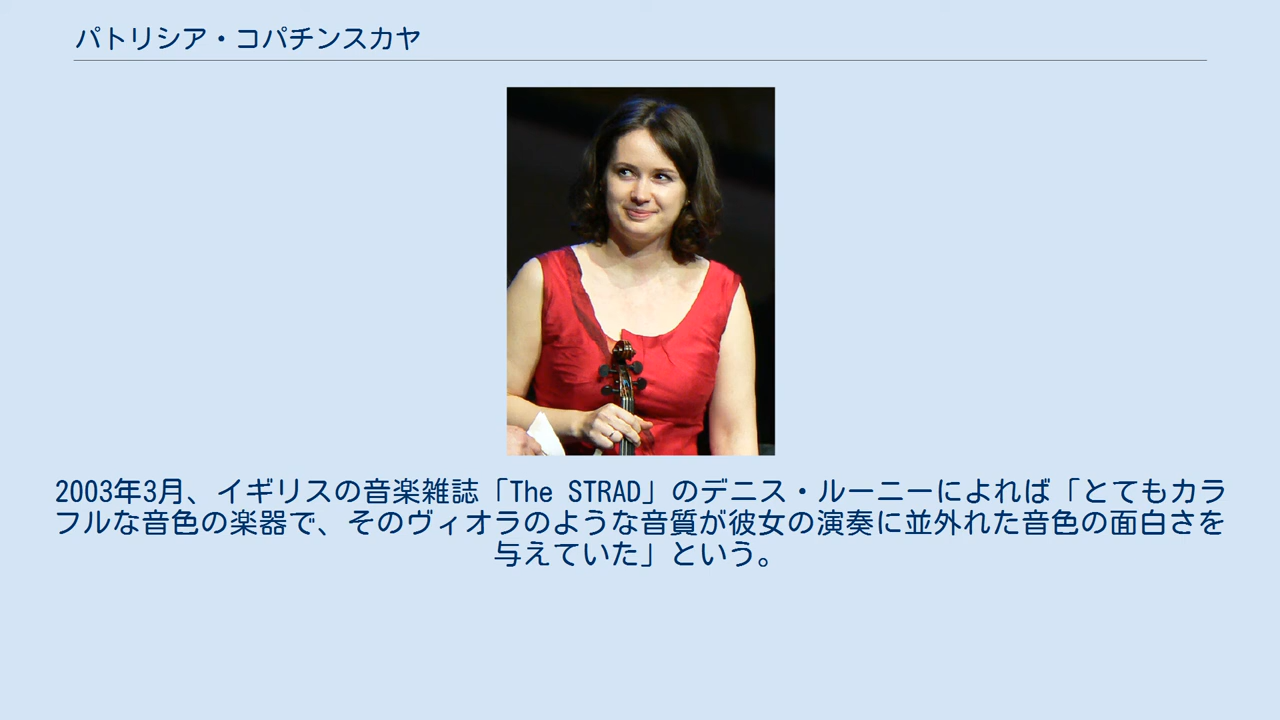 パトリシア・コパチンスカヤ
2003年3月、イギリスの音楽雑誌「The STRAD」のデニス・ルーニーによれば「とてもカラ
フルな音色の楽器で、そのヴィオラのような音質が彼女の演奏に並外れた音色の面白さを
与えていた」という。